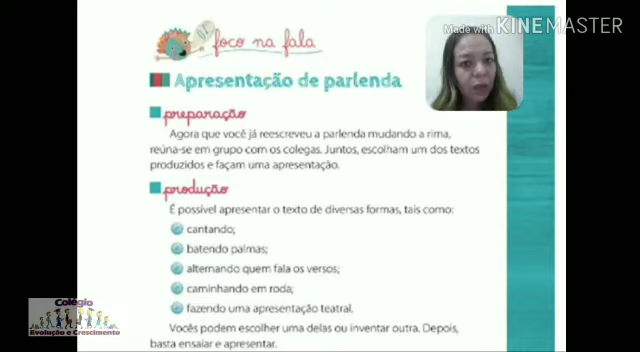 Made with KINEMASTER
foco na fala
Apresentação de parlenda
preparação
Agora que você já reescreveu a parlenda mudando a rima,
reúna-se em grupo com os colegas. Juntos, escolham um dos textos
produzidos e façam uma apresentação.
produção
É possível apresentar o texto de diversas formas, tais como:
cantando;
batendo palmas;
alternando quem fala os versos;
caminhando em roda;
fazendo uma apresentação teatral.
Vocês podem escolher uma delas ou inventar outra. Depois,
basta ensaiar e apresentar.
Colégio
Evolução e Crescimento